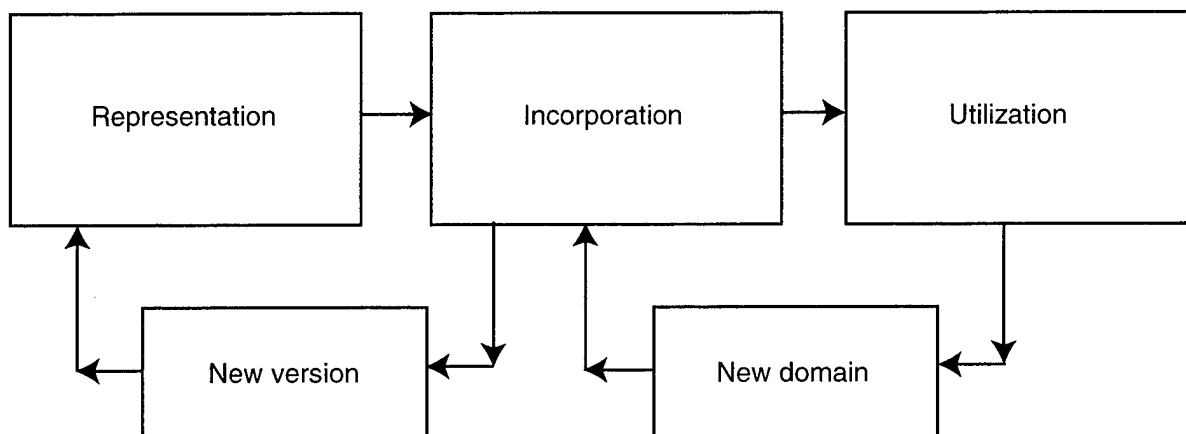 Representation
Incorporation
Utilization
New version
New domain